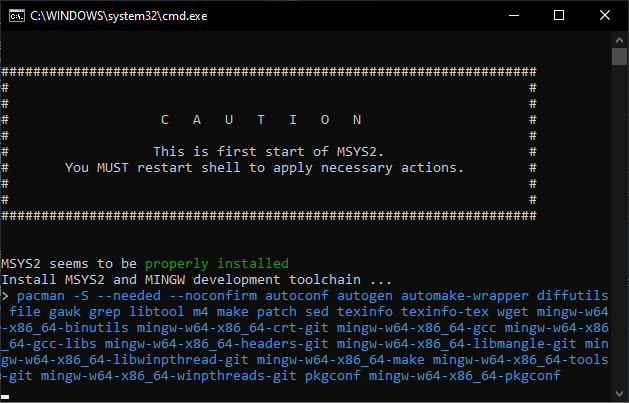 C:\WINDOWS\system32\cmd.exe
###################################################################
# #
# #
# C A U T I O N #
# #
# This is first start of MSYS2. #
# You MUST restart shell to apply necessary actions. #
# #
# #
###################################################################
MSYS2 seems to be properly installed
Install MSYS2 and MINGW development toolchain ...
> pacman -S --needed --noconfirm autoconf autogen automake-wrapper diffutils
file gawk grep libtool m4 make patch sed texinfo texinfo-tex wget mingw-w64
-x86_64-binutils mingw-w64-x86_64-crt-git mingw-w64-x86_64-gcc mingw-w64-x86
_64-gcc-libs mingw-w64-x86_64-headers-git mingw-w64-x86_64-libmangle-git min
gw-w64-x86_64-libwinpthread-git mingw-w64-x86_64-make mingw-w64-x86_64-tools
-git mingw-w64-x86_64-winpthreads-git pkgconf mingw-w64-x86_64-pkgconf